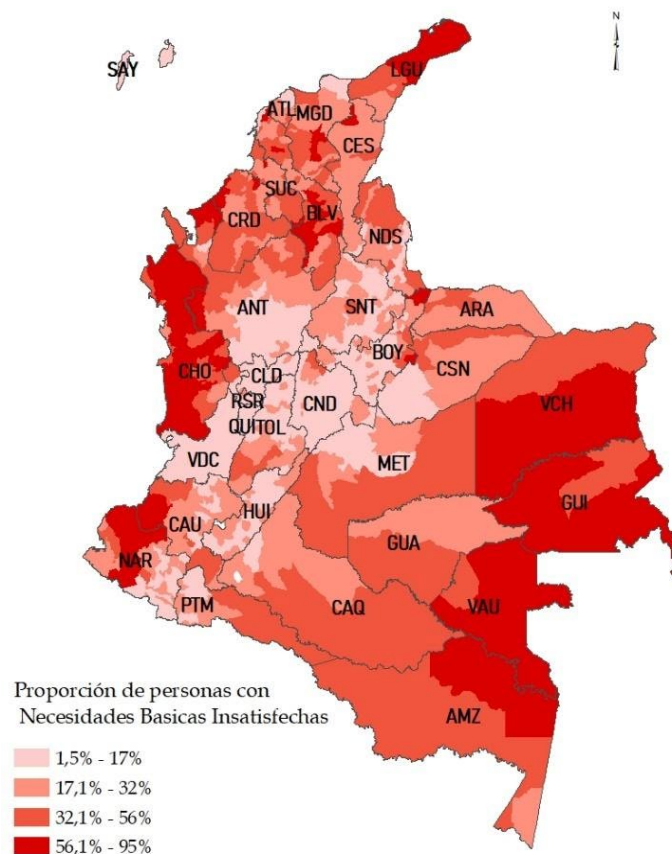 N
SAY
LGU
ATL
MGD
CES
SUC
CRD
BLV
NDS
ANT
SNT
ARA
BOY
CHO
CLD
CSN
RSR
CND
VCH
QUI
TOL
VDC
MET
GUI
HUI
CAU
GUA
NAR
PTM
CAQ
VAU
AMZ
Proporción de personas con
Necesidades Basicas Insatisfechas
1,5% - 17%
17,1% - 32%
32,1% - 56%
56,1% - 95%